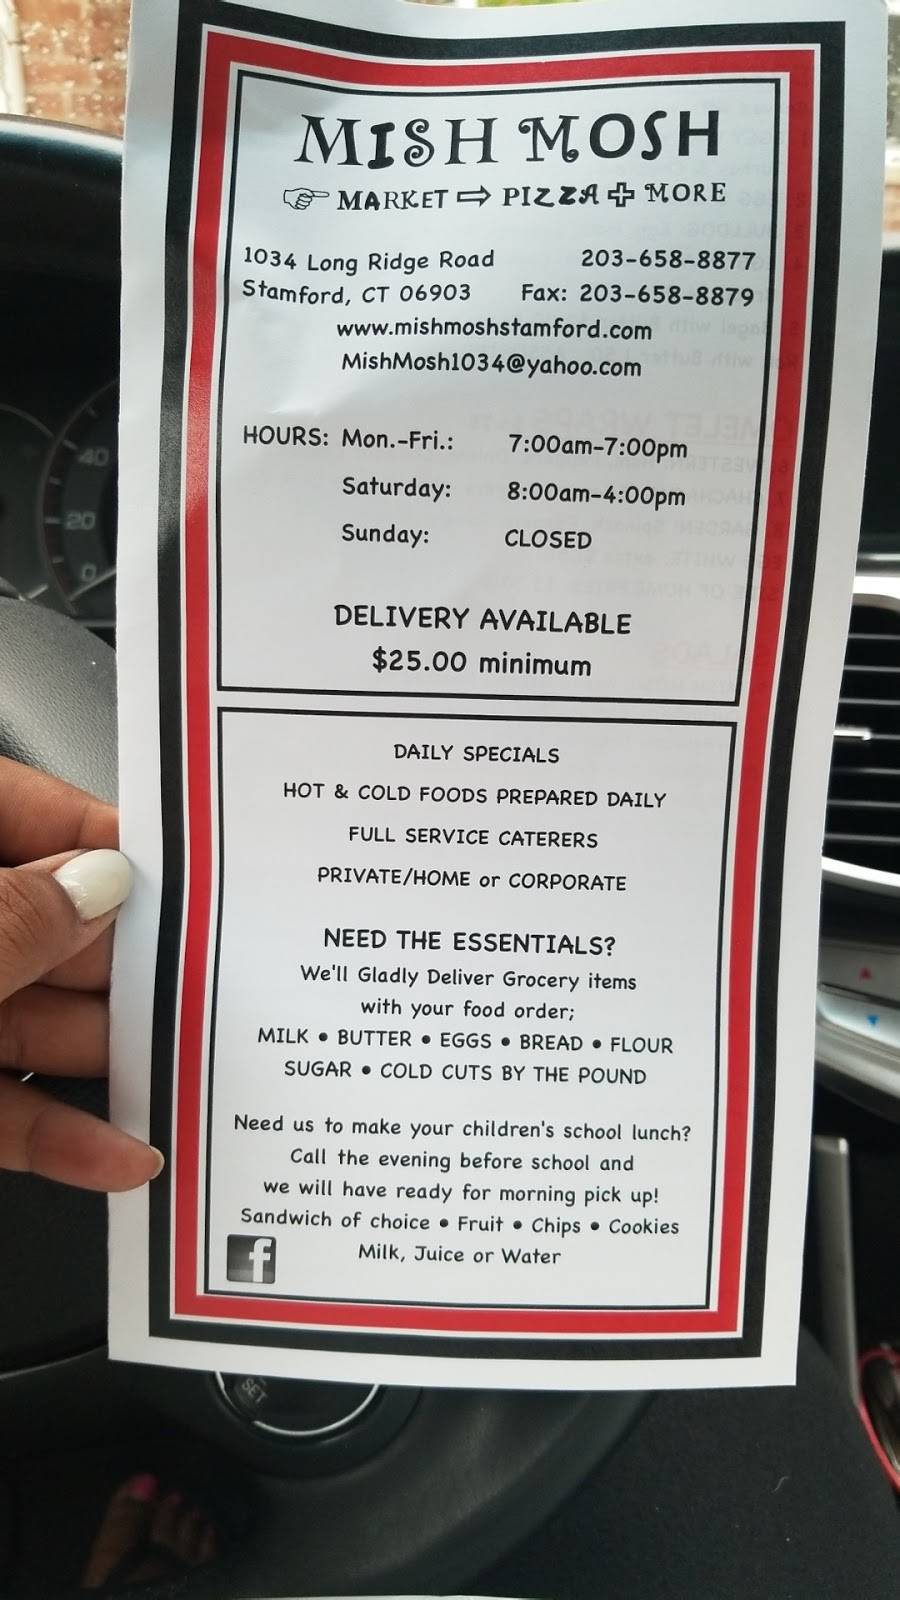 MISH MOSH
MARKET ⇨ PIZZA + MORE
1034 Long Ridge Road 203-658-8877
Stamford, CT 06903 Fax: 203-658-8879
www.mishmoshstamford.com
MishMosh1034@yahoo.com
HOURS: Mon.-Fri.: 7:00am-7:00pm
Saturday: 8:00am-4:00pm
Sunday: CLOSED
DELIVERY AVAILABLE
$25.00 minimum
DAILY SPECIALS
HOT & COLD FOODS PREPARED DAILY
FULL SERVICE CATERERS
PRIVATE/HOME or CORPORATE
NEED THE ESSENTIALS?
We'll Gladly Deliver Grocery items
with your food order;
MILK • BUTTER • EGGS • BREAD • FLOUR
SUGAR • COLD CUTS BY THE POUND
Need us to make your children's school lunch?
Call the evening before school and
we will have ready for morning pick up!
Sandwich of choice • Fruit • Chips • Cookies
Milk, Juice or Water
f
40
20
0
SET